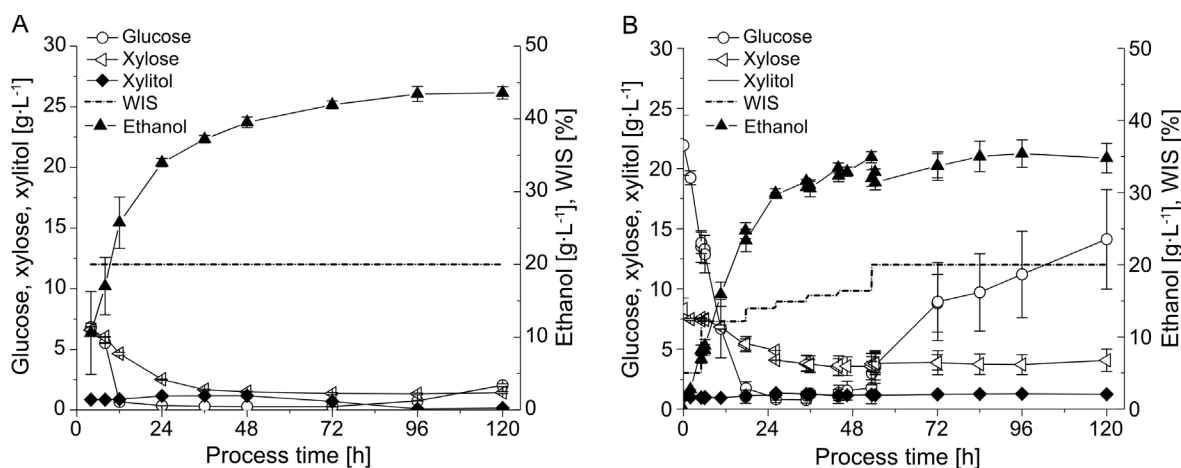 A
Glucose
Xylose
Xylitol
WIS
Ethanol
Glucose, xylose, xylitol [g·L⁻¹]
30
25
20
15
10
5
0
50
40
30
20
10
0
Ethanol [g·L⁻¹], WIS [%]
0 24 48 72 96 120
Process time [h]
B
Glucose
Xylose
Xylitol
WIS
Ethanol
Glucose, xylose, xylitol [g·L⁻¹]
30
25
20
15
10
5
0
50
40
30
20
10
0
Ethanol [g·L⁻¹], WIS [%]
0 24 48 72 96 120
Process time [h]